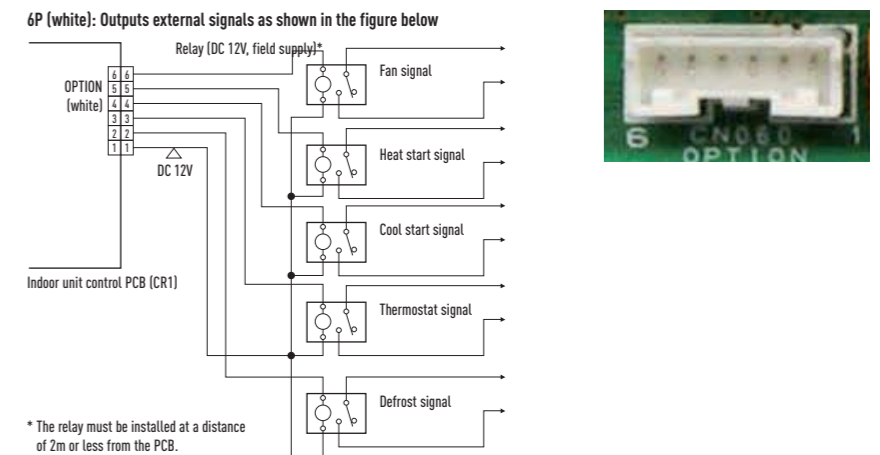 6P (white): Outputs external signals as shown in the figure below
Relay (DC 12V, field supply)*
Fan signal
OPTION
(white)
6 6
5 5
4 4
3 3
2 2
1 1
DC 12V
Heat start signal
Cool start signal
Indoor unit control PCB (CR1)
Thermostat signal
Defrost signal
* The relay must be installed at a distance
of 2m or less from the PCB.
6 CN060 1
OPTION